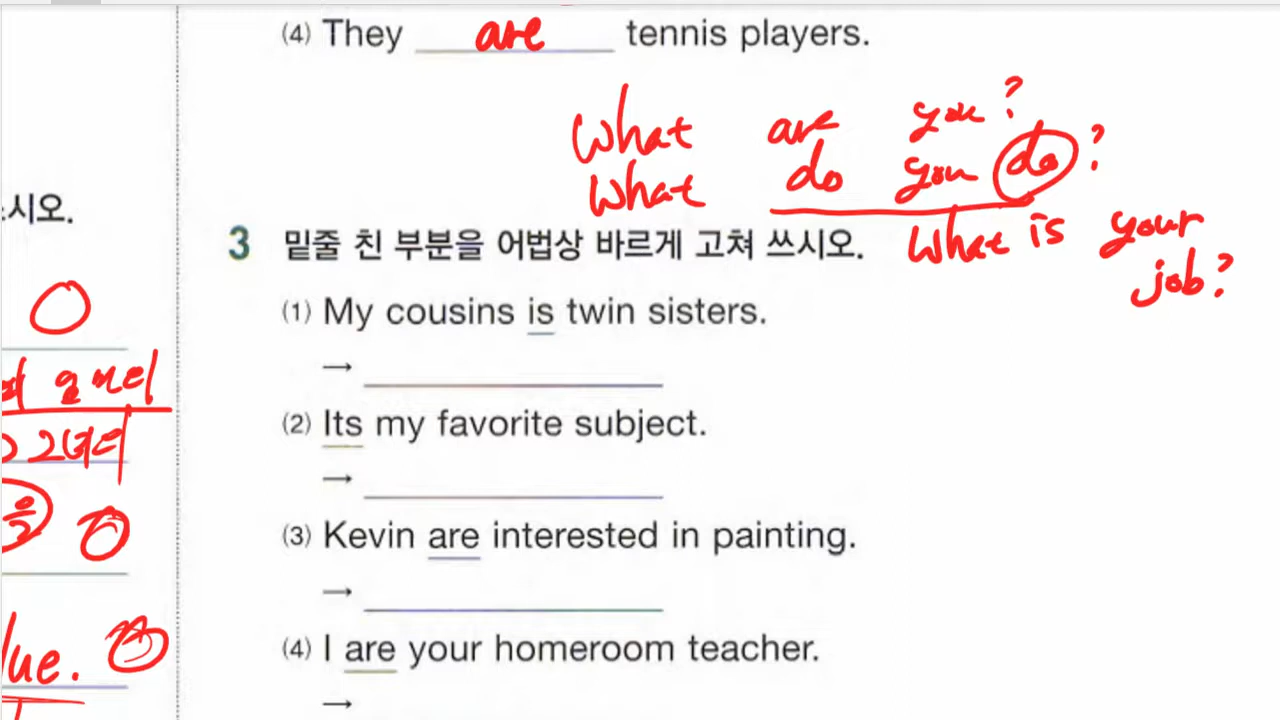 (4) They are tennis players.
What are you?
What do you do?
What is your
job?
쓰시오.
3 밑줄 친 부분을 어법상 바르게 고쳐 쓰시오.
(1) My cousins is twin sisters.
→
(2) Its my favorite subject.
→
(3) Kevin are interested in painting.
→
(4) I are your homeroom teacher.
→